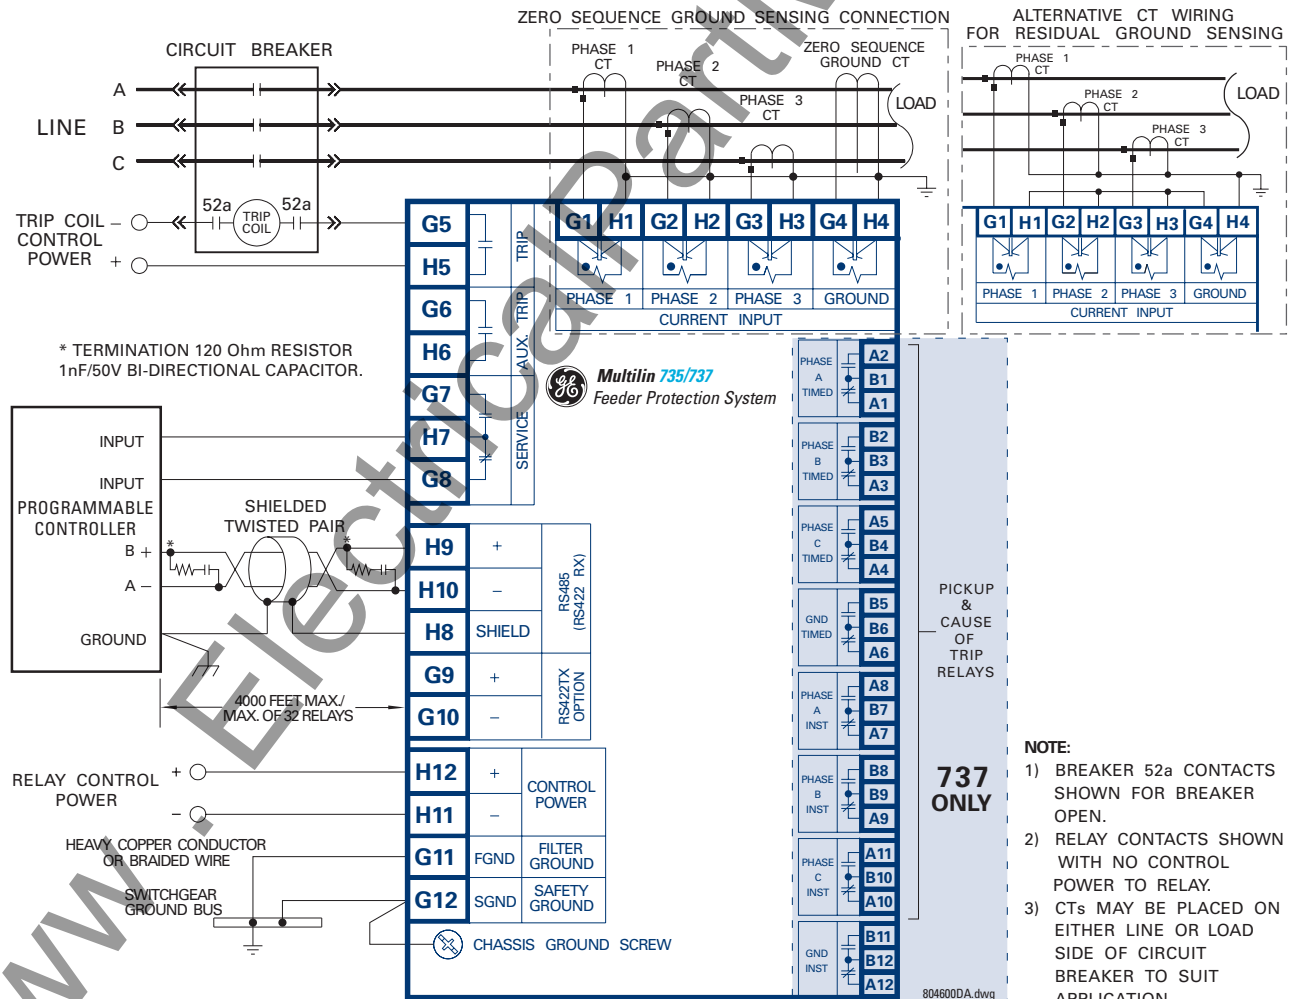 ZERO SEQUENCE GROUND SENSING CONNECTION
ALTERNATIVE CT WIRING
FOR RESIDUAL GROUND SENSING
CIRCUIT BREAKER
PHASE 1
CT
PHASE 2
CT
PHASE 3
CT
ZERO SEQUENCE
GROUND CT
LOAD
PHASE 1
CT
PHASE 2
CT
PHASE 3
CT
LOAD
LINE
A
B
C
TRIP COIL
CONTROL
POWER
–
+
52a
TRIP
COIL
52a
G1 H1 G2 H2 G3 H3 G4 H4
PHASE 1 PHASE 2 PHASE 3 GROUND
CURRENT INPUT
G1 H1 G2 H2 G3 H3 G4 H4
PHASE 1 PHASE 2 PHASE 3 GROUND
CURRENT INPUT
G5
H5
TRIP
G6
H6
AUX. TRIP
G7
H7
G8
SERVICE
* TERMINATION 120 Ohm RESISTOR
1nF/50V BI-DIRECTIONAL CAPACITOR.
GE
Multilin 735/737
Feeder Protection System
INPUT
INPUT
PROGRAMMABLE
CONTROLLER
B +
A –
GROUND
SHIELDED
TWISTED PAIR
*
*
4000 FEET MAX./
MAX. OF 32 RELAYS
H9 +
H10 –
H8 SHIELD
RS485
(RS422 RX)
G9 +
G10 –
RS422TX
OPTION
RELAY CONTROL
POWER
+
–
H12 +
H11 –
CONTROL
POWER
G11 FGND FILTER
GROUND
G12 SGND SAFETY
GROUND
HEAVY COPPER CONDUCTOR
OR BRAIDED WIRE
SWITCHGEAR
GROUND BUS
CHASSIS GROUND SCREW
PHASE
A
TIMED
A2
B1
A1
PHASE
B
TIMED
B2
B3
A3
PHASE
C
TIMED
A5
B4
A4
GND
TIMED
B5
B6
A6
PHASE
A
INST
A8
B7
A7
PHASE
B
INST
B8
B9
A9
PHASE
C
INST
A11
B10
A10
GND
INST
B11
B12
A12
PICKUP
&
CAUSE
OF
TRIP
RELAYS
737
ONLY
804600DA.dwg
NOTE:
1) BREAKER 52a CONTACTS
SHOWN FOR BREAKER
OPEN.
2) RELAY CONTACTS SHOWN
WITH NO CONTROL
POWER TO RELAY.
3) CTs MAY BE PLACED ON
EITHER LINE OR LOAD
SIDE OF CIRCUIT
BREAKER TO SUIT
APPLICATION
www.ElectricalPart